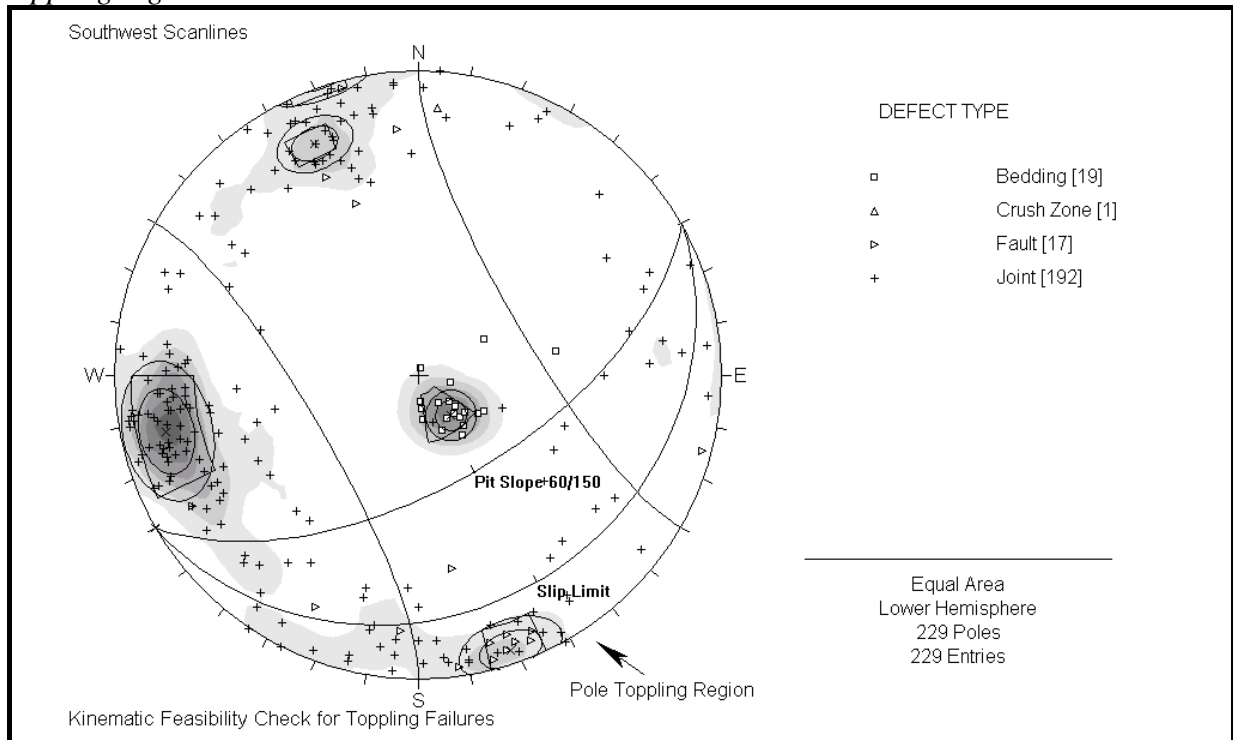 Southwest Scanlines
N
DEFECT TYPE
Bedding [19]
Crush Zone [1]
Fault [17]
Joint [192]
W
E
Pit Slope 60/150
Slip Limit
Equal Area
Lower Hemisphere
229 Poles
229 Entries
Pole Toppling Region
S
Kinematic Feasibility Check for Toppling Failures